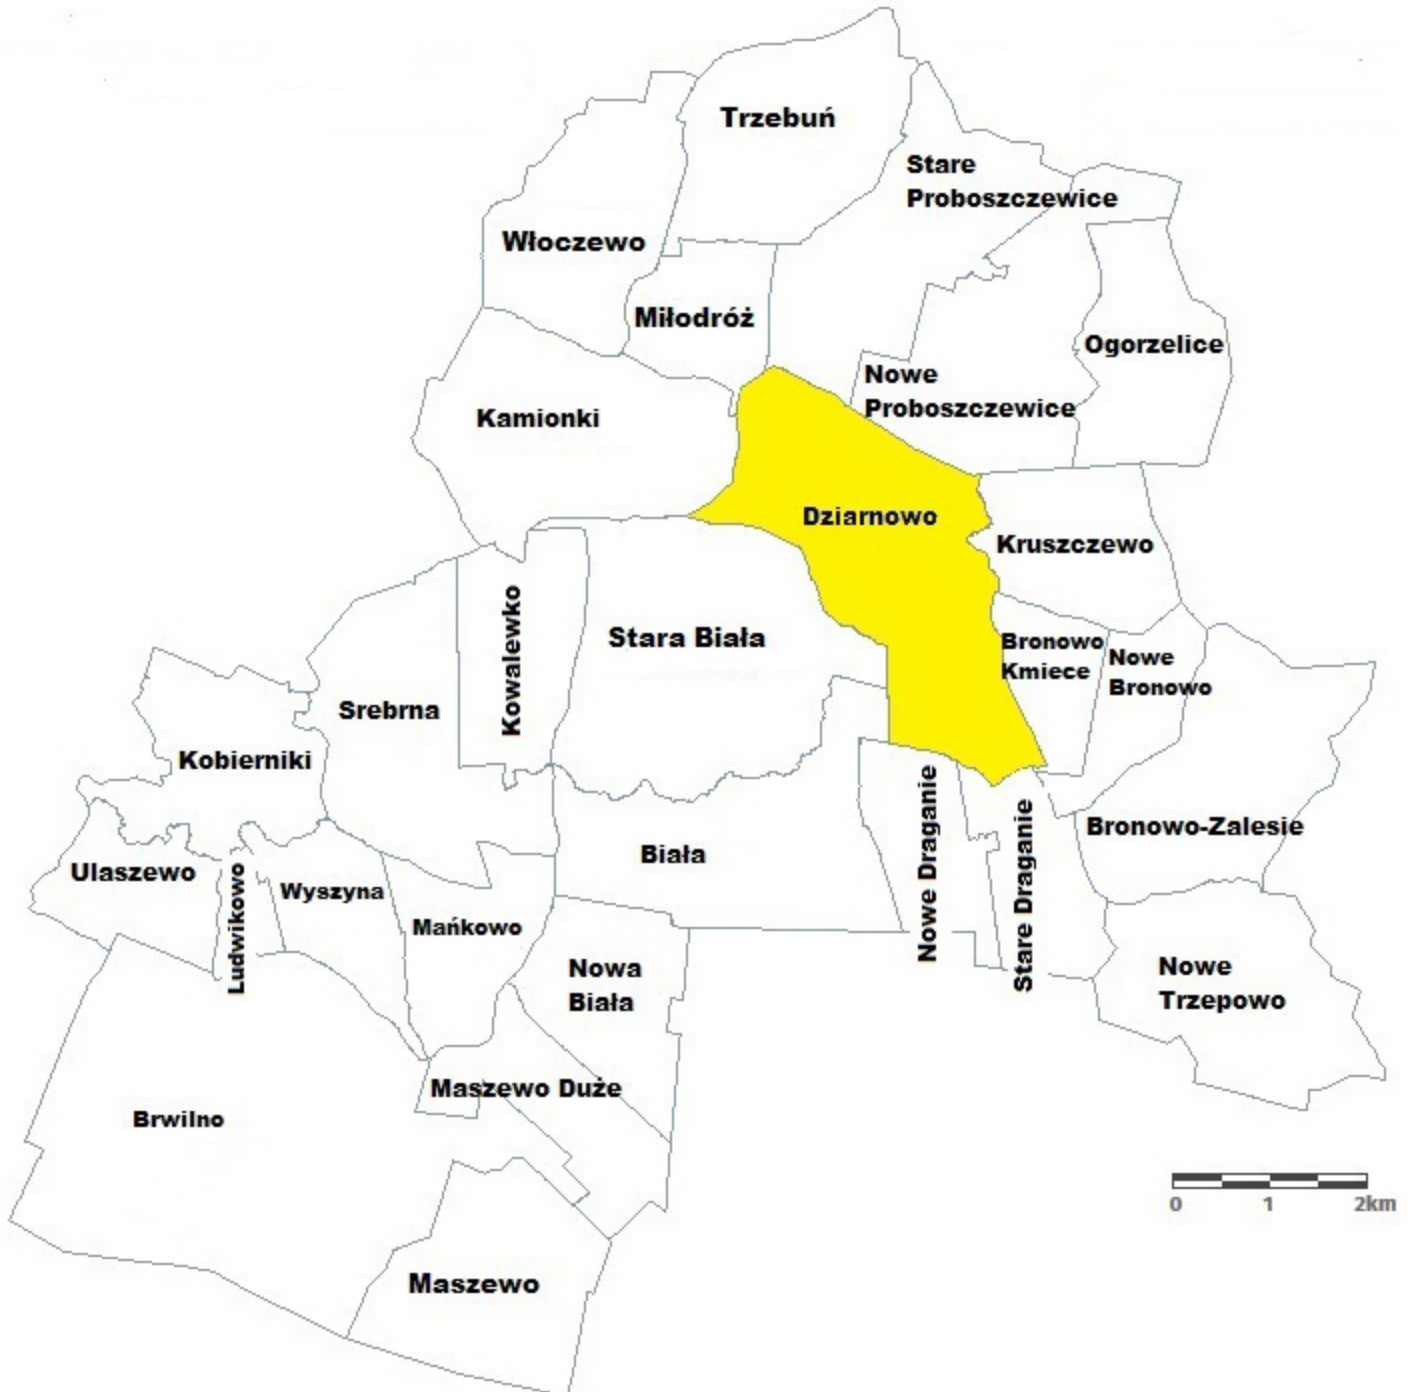 Trzebuń
Stare
Proboszczewice
Włoczewo
Miłodróż
Ogorzelice
Nowe
Proboszczewice
Kamionki
Dziarnowo
Kruszczewo
Kowalewko
Stara Biała
Bronowo
Kmiece
Nowe
Bronowo
Srebrna
Kobierniki
Nowe Draganie
Stare Draganie
Bronowo-Zalesie
Biała
Ulaszewo
Ludwikowo
Wyszyna
Mańkowo
Nowa
Biała
Nowe
Trzepowo
Maszewo Duże
Brwilno
0 1 2km
Maszewo